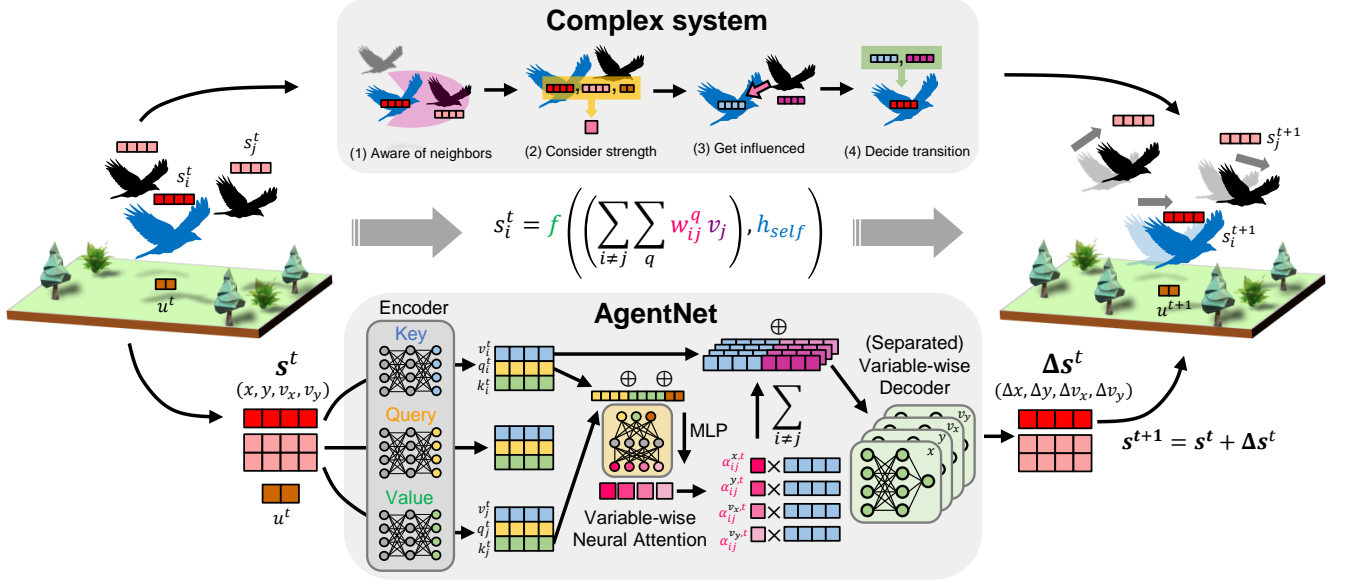 Complex system
(1) Aware of neighbors
(2) Consider strength
(3) Get influenced
(4) Decide transition
s_j^t
s_i^t
u^t
s_i^t = f((∑_{i≠j} ∑_q w_{ij}^q v_j), h_{self})
s_j^{t+1}
s_i^{t+1}
u^{t+1}
AgentNet
Encoder
Key
Query
Value
s^t
(x, y, v_x, v_y)
u^t
v_i^t
q_i^t
k_i^t
v_j^t
q_j^t
k_j^t
⊕ ⊕
MLP
Variable-wise
Neural Attention
⊕
∑_{i≠j}
α_{ij}^{x,t} ×
α_{ij}^{y,t} ×
α_{ij}^{v_x,t} ×
α_{ij}^{v_y,t} ×
(Separated)
Variable-wise
Decoder
v_y
v_x
y
x
Δs^t
(Δx, Δy, Δv_x, Δv_y)
s^{t+1} = s^t + Δs^t